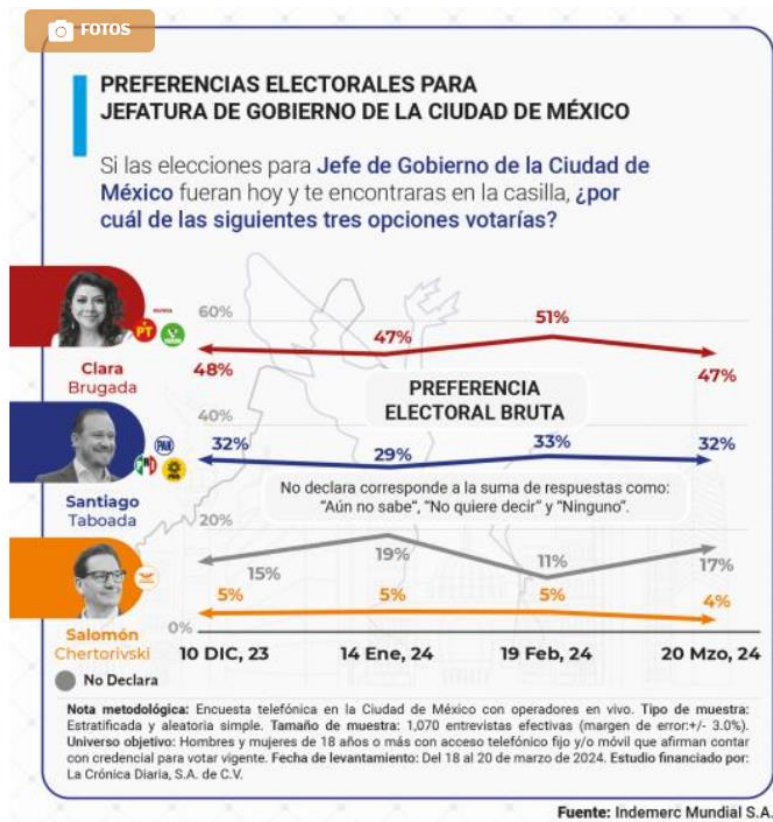 FOTOS
PREFERENCIAS ELECTORALES PARA
JEFATURA DE GOBIERNO DE LA CIUDAD DE MÉXICO
Si las elecciones para Jefe de Gobierno de la Ciudad de
México fueran hoy y te encontraras en la casilla, ¿por
cuál de las siguientes tres opciones votarías?
60%
47%
51%
PT
Clara
Brugada
48%
47%
PREFERENCIA
ELECTORAL BRUTA
40%
32%
29%
33%
32%
PAN
PRI
PRD
Santiago
Taboada
No declara corresponde a la suma de respuestas como:
"Aún no sabe", "No quiere decir" y "Ninguno".
20%
15%
19%
11%
17%
5%
5%
5%
4%
Salomón
Chertorivski
0%
10 DIC, 23
14 Ene, 24
19 Feb, 24
20 Mzo, 24
No Declara
Nota metodológica: Encuesta telefónica en la Ciudad de México con operadores en vivo. Tipo de muestra:
Estratificada y aleatoria simple. Tamaño de muestra: 1,070 entrevistas efectivas (margen de error:+/- 3.0%).
Universo objetivo: Hombres y mujeres de 18 años o más con acceso telefónico fijo y/o móvil que afirman contar
con credencial para votar vigente. Fecha de levantamiento: Del 18 al 20 de marzo de 2024. Estudio financiado por:
La Crónica Diaria, S.A. de C.V.
Fuente: Indemerc Mundial S.A.